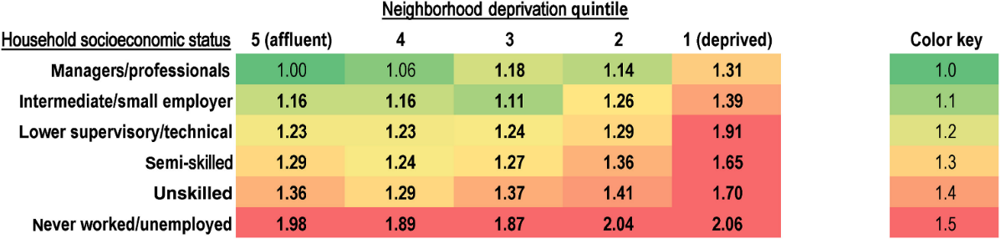 Neighborhood deprivation quintile
Household socioeconomic status 5 (affluent) 4 3 2 1 (deprived) Color key
Managers/professionals 1.00 1.06 1.18 1.14 1.31 1.0
Intermediate/small employer 1.16 1.16 1.11 1.26 1.39 1.1
Lower supervisory/technical 1.23 1.23 1.24 1.29 1.91 1.2
Semi-skilled 1.29 1.24 1.27 1.36 1.65 1.3
Unskilled 1.36 1.29 1.37 1.41 1.70 1.4
Never worked/unemployed 1.98 1.89 1.87 2.04 2.06 1.5